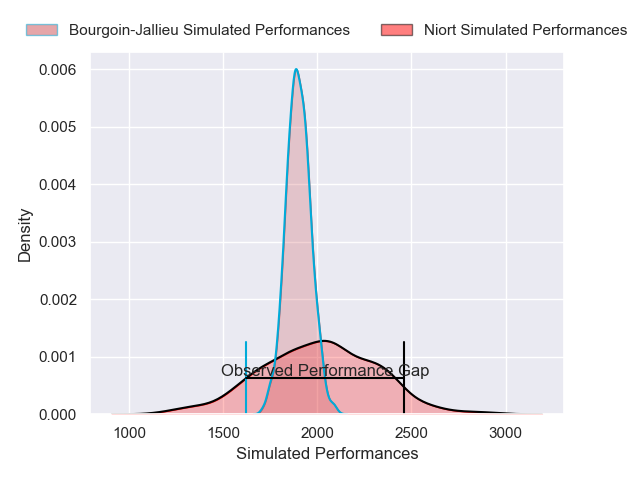 Bourgoin-Jallieu Simulated Performances
Niort Simulated Performances
0.006
0.005
0.004
0.003
0.002
0.001
0.000
Density
Observed Performance Gap
1000 1500 2000 2500 3000
Simulated Performances